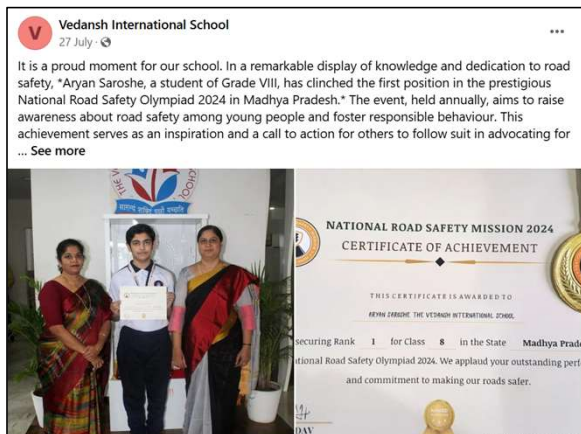 Vedansh International School
27 July ·
It is a proud moment for our school. In a remarkable display of knowledge and dedication to road
safety, *Aryan Saroshe, a student of Grade VIII, has clinched the first position in the prestigious
National Road Safety Olympiad 2024 in Madhya Pradesh.* The event, held annually, aims to raise
awareness about road safety among young people and foster responsible behaviour. This
achievement serves as an inspiration and a call to action for others to follow suit in advocating for
... See more
V
SCHOOL
NATIONAL ROAD SAFETY MISSION 2024
CERTIFICATE OF ACHIEVEMENT
THIS CERTIFICATE IS AWARDED TO
ARYAN SAROSHE THE VEDANSH INTERNATIONAL SCHOOL
securing Rank 1 for Class 8 in the State Madhya Prade
ational Road Safety Olympiad 2024. We applaud your outstanding perf
and commitment to making our roads safer.
DAV